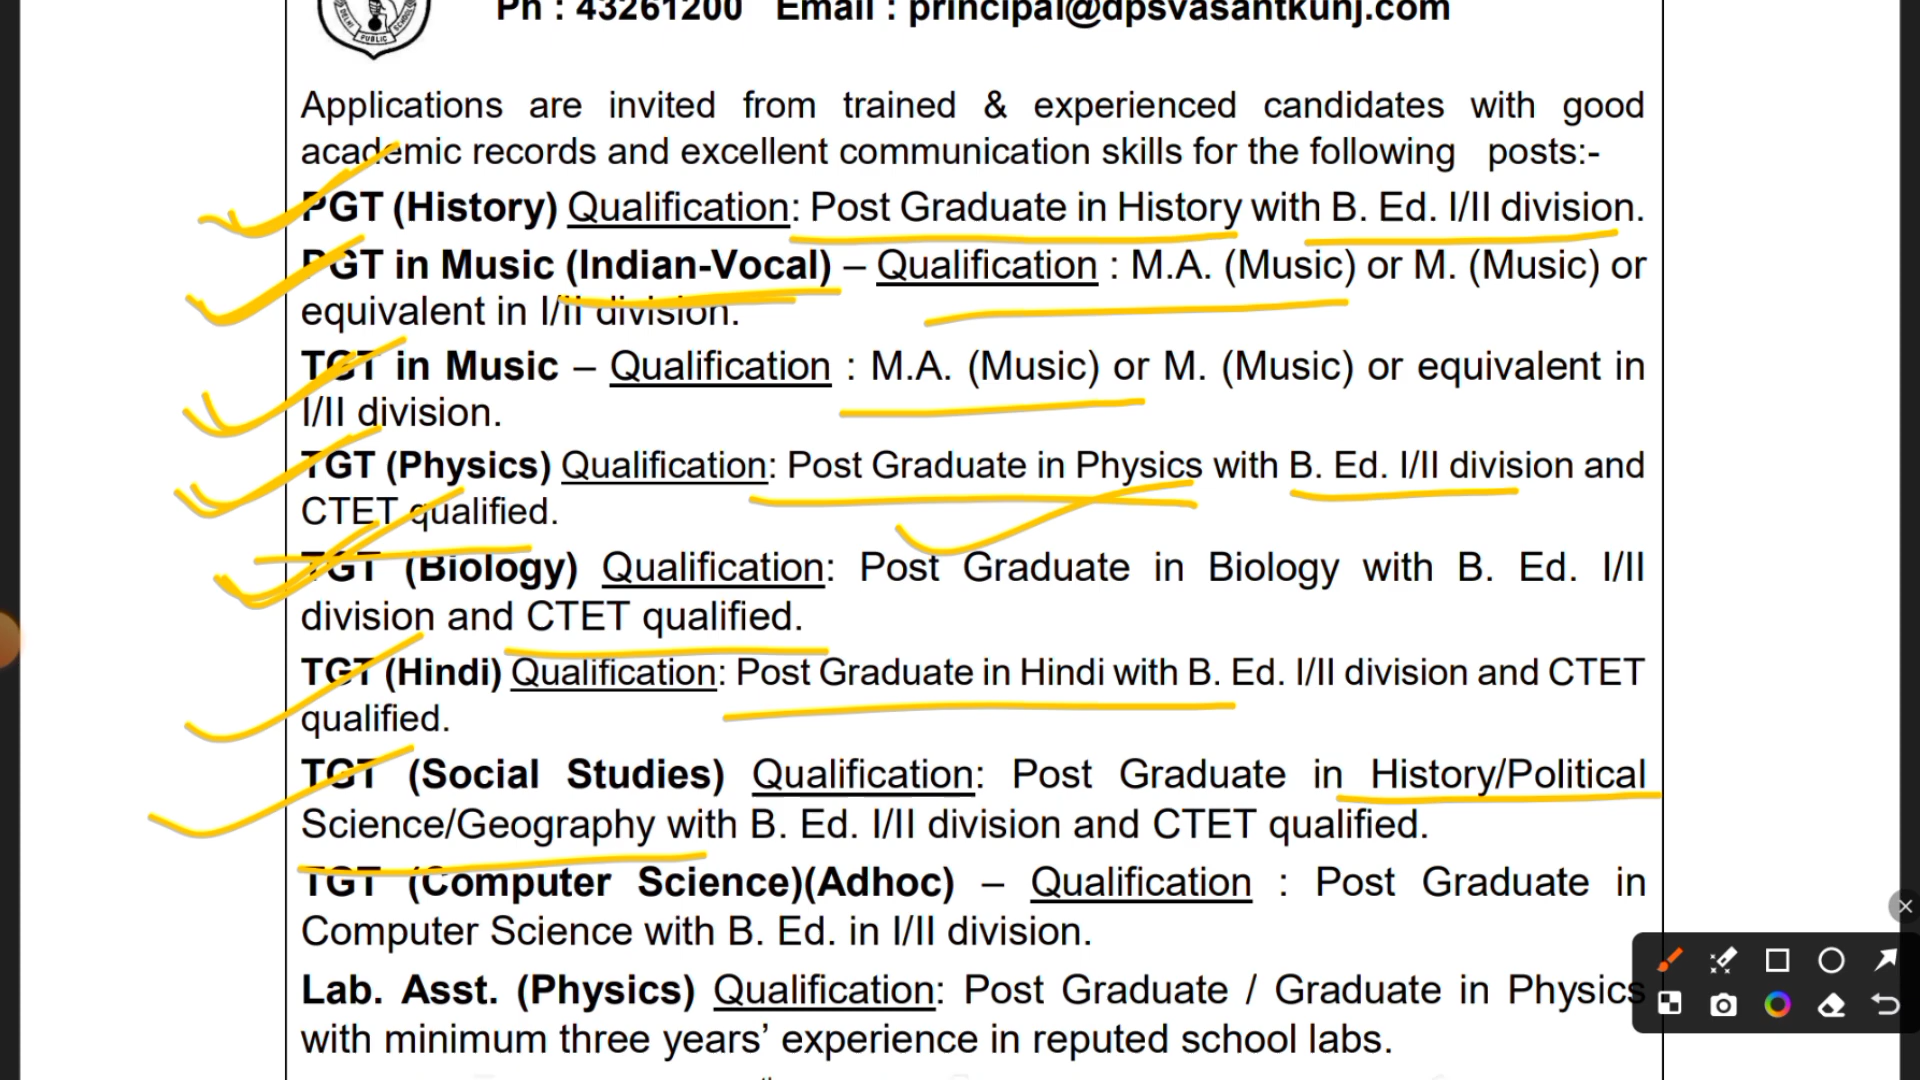 DELHI PUBLIC SCHOOL
Ph : 43261200 Email : principal@dpsvasantkunj.com
Applications are invited from trained & experienced candidates with good
academic records and excellent communication skills for the following posts:-
PGT (History) Qualification: Post Graduate in History with B. Ed. I/II division.
PGT in Music (Indian-Vocal) – Qualification : M.A. (Music) or M. (Music) or
equivalent in I/II division.
TGT in Music – Qualification : M.A. (Music) or M. (Music) or equivalent in
I/II division.
TGT (Physics) Qualification: Post Graduate in Physics with B. Ed. I/II division and
CTET qualified.
TGT (Biology) Qualification: Post Graduate in Biology with B. Ed. I/II
division and CTET qualified.
TGT (Hindi) Qualification: Post Graduate in Hindi with B. Ed. I/II division and CTET
qualified.
TGT (Social Studies) Qualification: Post Graduate in History/Political
Science/Geography with B. Ed. I/II division and CTET qualified.
TGT (Computer Science)(Adhoc) – Qualification : Post Graduate in
Computer Science with B. Ed. in I/II division.
Lab. Asst. (Physics) Qualification: Post Graduate / Graduate in Physics
with minimum three years’ experience in reputed school labs.